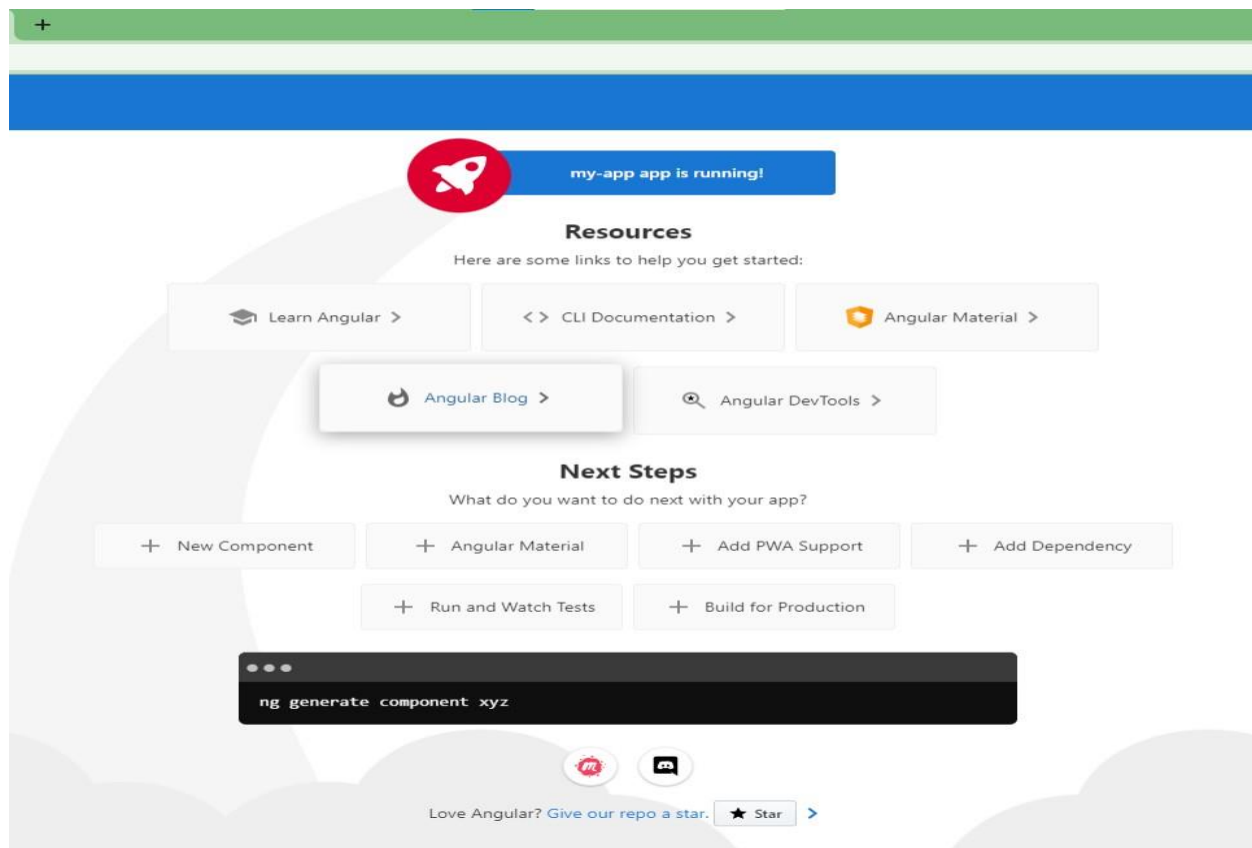 my-app app is running!
Resources
Here are some links to help you get started:
Learn Angular
CLI Documentation
Angular Material
Angular Blog
Angular DevTools
Next Steps
What do you want to do next with your app?
New Component
Angular Material
Add PWA Support
Add Dependency
Run and Watch Tests
Build for Production
ng generate component xyz
Love Angular? Give our repo a star. Star